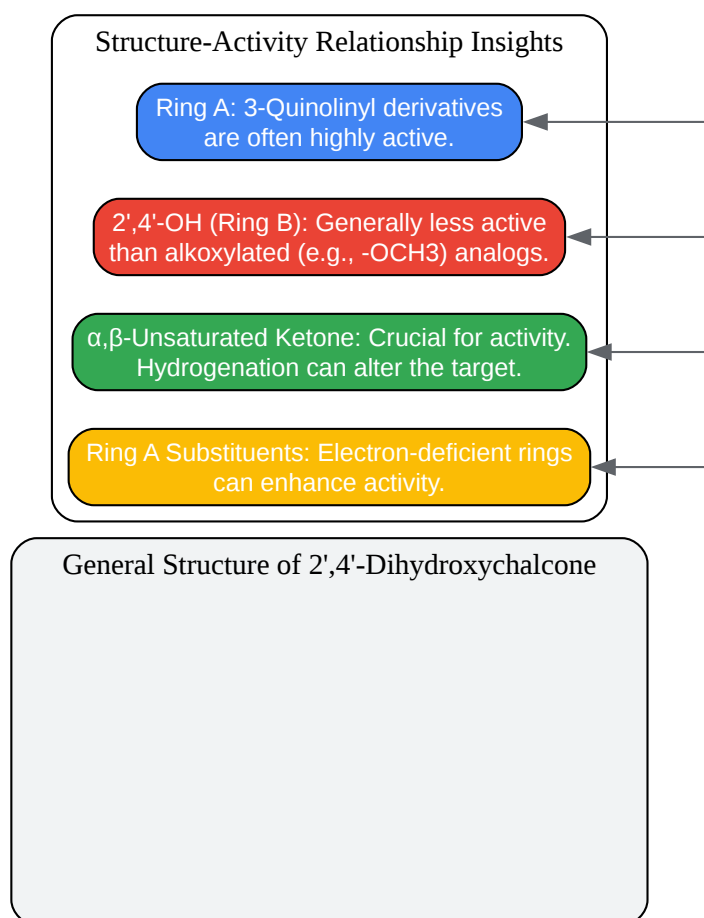 Structure-Activity Relationship Insights
Ring A: 3-Quinolinyl derivatives
are often highly active.
2',4'-OH (Ring B): Generally less active
than alkoxylated (e.g., -OCH3) analogs.
α,β-Unsaturated Ketone: Crucial for activity.
Hydrogenation can alter the target.
Ring A Substituents: Electron-deficient rings
can enhance activity.
General Structure of 2',4'-Dihydroxychalcone